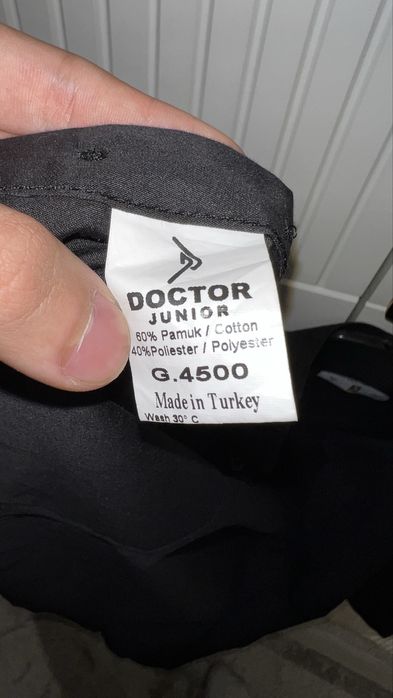 DOCTOR
JUNIOR
60% Pamuk / Cotton
40%Poliester / Polyester
G.4500
Made in Turkey
Wash 30° C